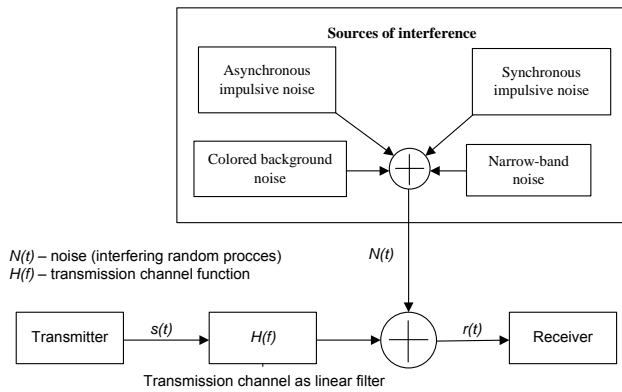 Sources of interference
Asynchronous
impulsive noise
Synchronous
impulsive noise
Colored background
noise
Narrow-band
noise
N(t) – noise (interfering random procces)
H(f) – transmission channel function
N(t)
Transmitter
s(t)
H(f)
r(t)
Receiver
Transmission channel as linear filter